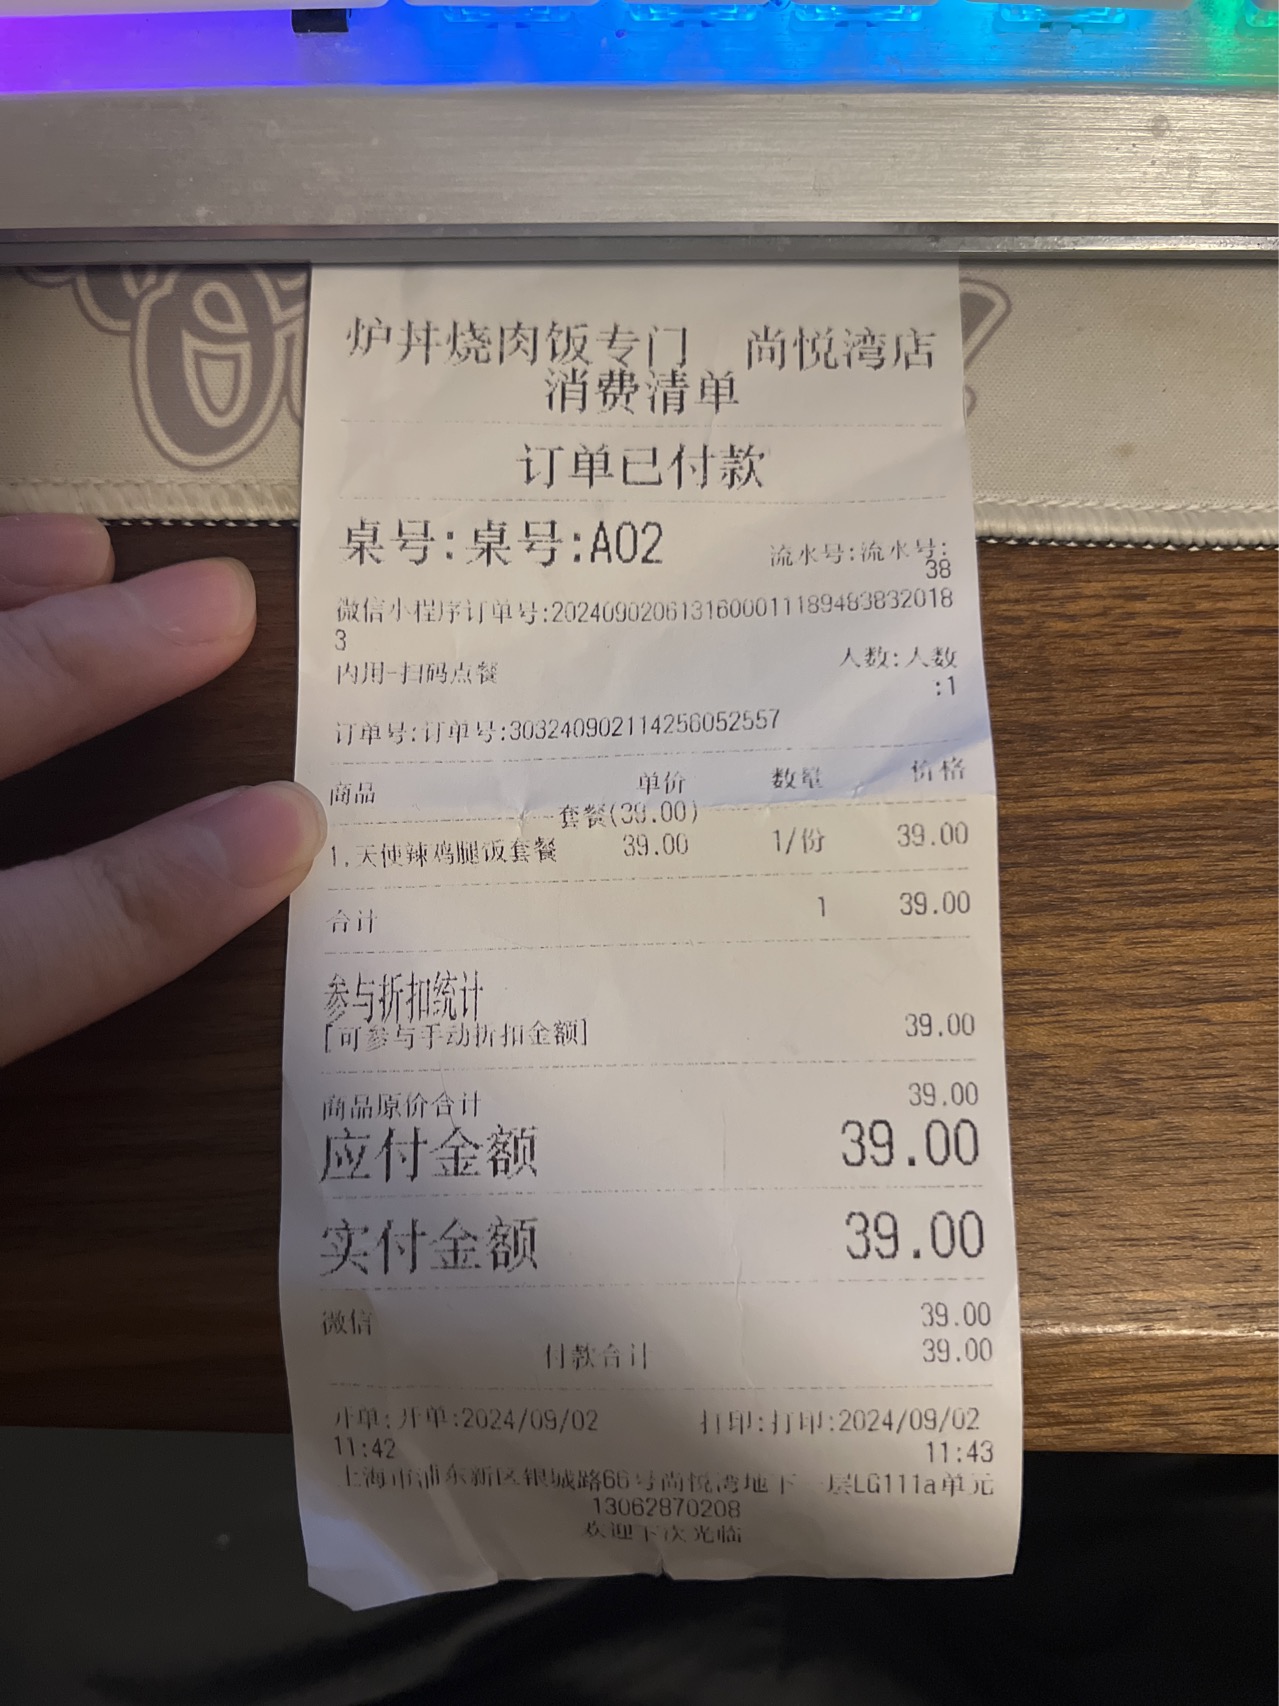 炉丼烧肉饭专门 尚悦湾店
消费清单
订单已付款
桌号:桌号:A02
流水号:流水号:
38
微信小程序订单号:2024090206131600011189483832018
3
内用-扫码点餐
人数:人数
:1
订单号:订单号:303240902114256052557
商品 单价 数量 价格
套餐(39.00)
1.天使辣鸡腿饭套餐 39.00 1/份 39.00
合计 1 39.00
参与折扣统计
[可参与手动折扣金额] 39.00
商品原价合计 39.00
应付金额 39.00
实付金额 39.00
微信 39.00
付款合计 39.00
开单:开单:2024/09/02 打印:打印:2024/09/02
11:42 11:43
上海市浦东新区银城路66号尚悦湾地下一层LG111a单元
13062870208
欢迎下次光临